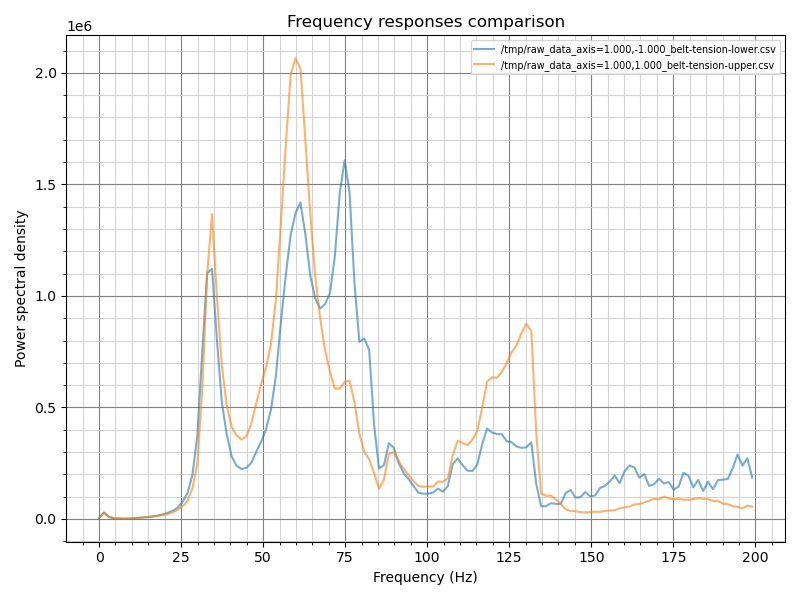 Frequency responses comparison
1e6
/tmp/raw_data_axis=1.000,-1.000_belt-tension-lower.csv
/tmp/raw_data_axis=1.000,1.000_belt-tension-upper.csv
2.0
1.5
1.0
0.5
0.0
Power spectral density
0 25 50 75 100 125 150 175 200
Frequency (Hz)